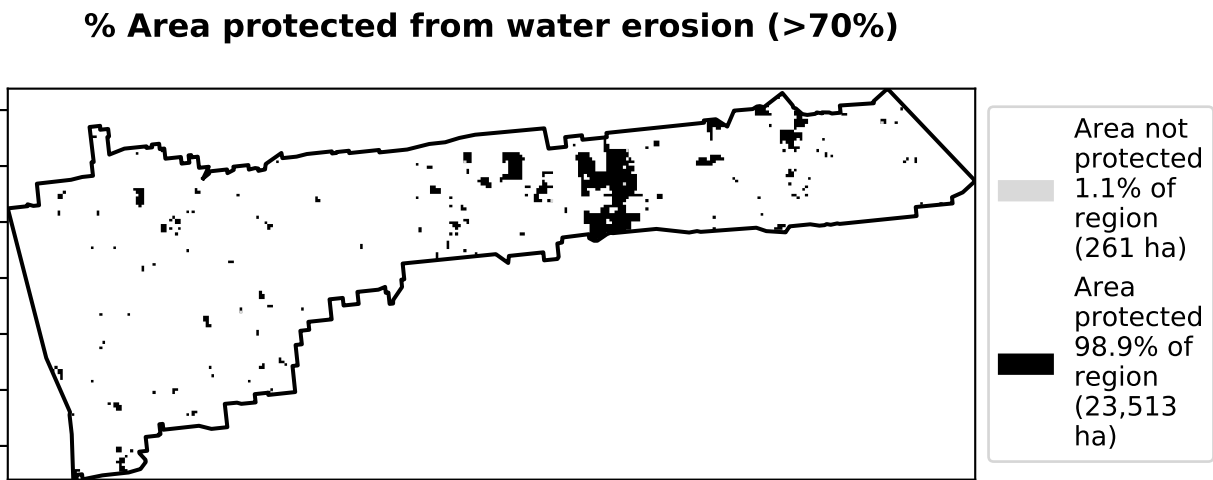 % Area protected from water erosion (>70%)
Area not
protected
1.1% of
region
(261 ha)
Area
protected
98.9% of
region
(23,513
ha)